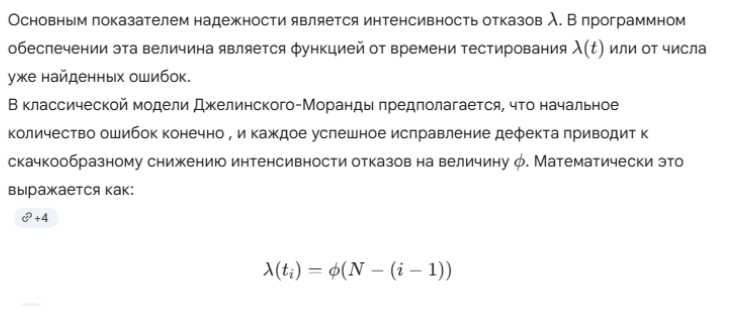 Основным показателем надежности является интенсивность отказов λ. В программном
обеспечении эта величина является функцией от времени тестирования λ(t) или от числа
уже найденных ошибок.
В классической модели Джелинского-Моранды предполагается, что начальное
количество ошибок конечно , и каждое успешное исправление дефекта приводит к
скачкообразному снижению интенсивности отказов на величину ϕ. Математически это
выражается как:
+4
λ(tᵢ) = ϕ(N − (i − 1))